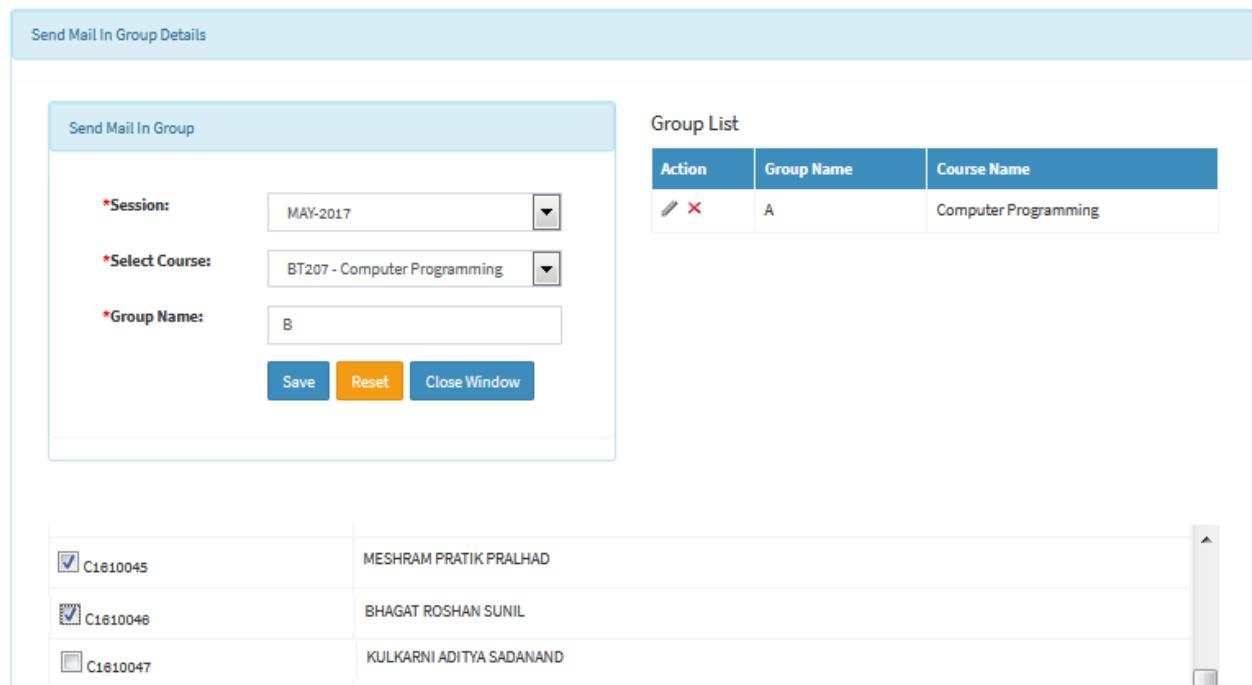 Send Mail In Group Details
Send Mail In Group
*Session:
MAY-2017
*Select Course:
BT207 - Computer Programming
*Group Name:
B
Save Reset Close Window
Group List
Action Group Name Course Name
A Computer Programming
C1610045 MESHRAM PRATIK PRALHAD
C1610046 BHAGAT ROSHAN SUNIL
C1610047 KULKARNI ADITYA SADANAND